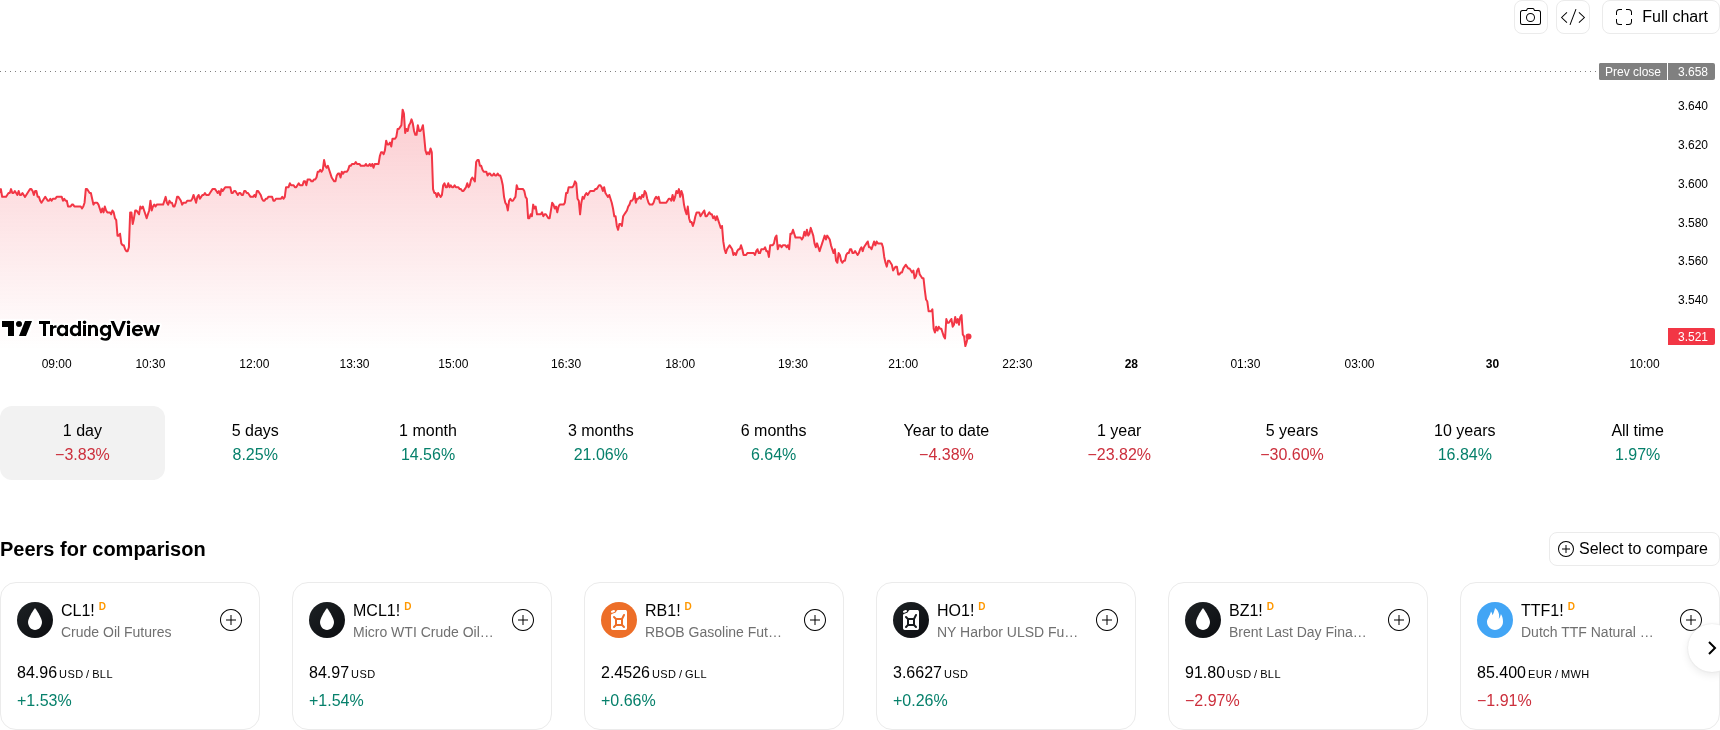 Full chart
Prev close 3.658
3.640
3.620
3.600
3.580
3.560
3.540
3.521
TradingView
09:00 10:30 12:00 13:30 15:00 16:30 18:00 19:30 21:00 22:30 28 01:30 03:00 30 10:00
1 day 5 days 1 month 3 months 6 months Year to date 1 year 5 years 10 years All time
−3.83% 8.25% 14.56% 21.06% 6.64% −4.38% −23.82% −30.60% 16.84% 1.97%
Peers for comparison
Select to compare
CL1! D
Crude Oil Futures
84.96 USD / BLL
+1.53%
MCL1! D
Micro WTI Crude Oil…
84.97 USD
+1.54%
RB1! D
RBOB Gasoline Fut…
2.4526 USD / GLL
+0.66%
HO1! D
NY Harbor ULSD Fu…
3.6627 USD
+0.26%
BZ1! D
Brent Last Day Fina…
91.80 USD / BLL
−2.97%
TTF1! D
Dutch TTF Natural …
85.400 EUR / MWH
−1.91%